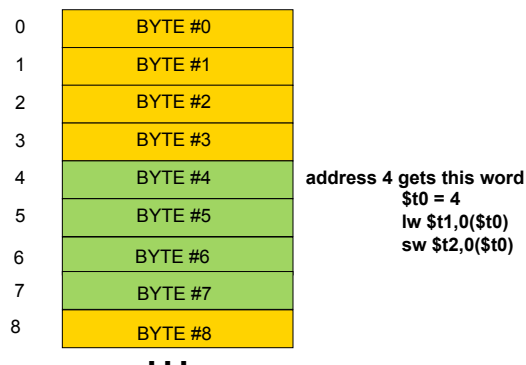 0 BYTE #0
1 BYTE #1
2 BYTE #2
3 BYTE #3
4 BYTE #4 address 4 gets this word
$t0 = 4
5 BYTE #5 lw $t1,0($t0)
sw $t2,0($t0)
6 BYTE #6
7 BYTE #7
8 BYTE #8
...